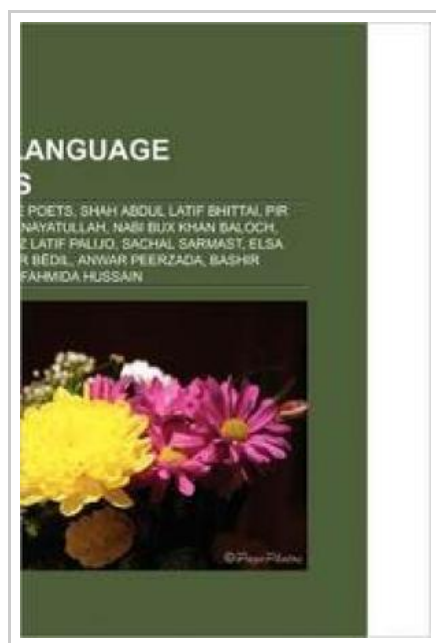 LANGUAGE
S
E POETS, SHAH ABDUL LATIF BHITTAI, PIR
NAYATULLAH, NABI BUX KHAN BALOCH,
Z LATIF PALIJO, SACHAL SARMAST, ELSA
R BEDIL, ANWAR PEERZADA, BASHIR
FAHMIDA HUSSAIN